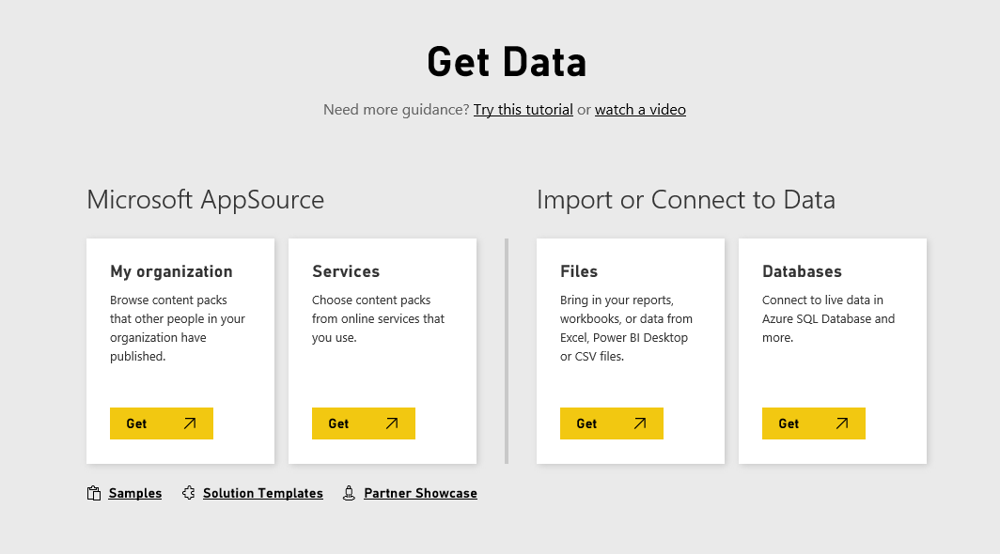 Get Data
Need more guidance? Try this tutorial or watch a video
Microsoft AppSource
My organization
Browse content packs
that other people in your
organization have
published.
Get
Services
Choose content packs
from online services that
you use.
Get
Import or Connect to Data
Files
Bring in your reports,
workbooks, or data from
Excel, Power BI Desktop
or CSV files.
Get
Databases
Connect to live data in
Azure SQL Database and
more.
Get
Samples
Solution Templates
Partner Showcase